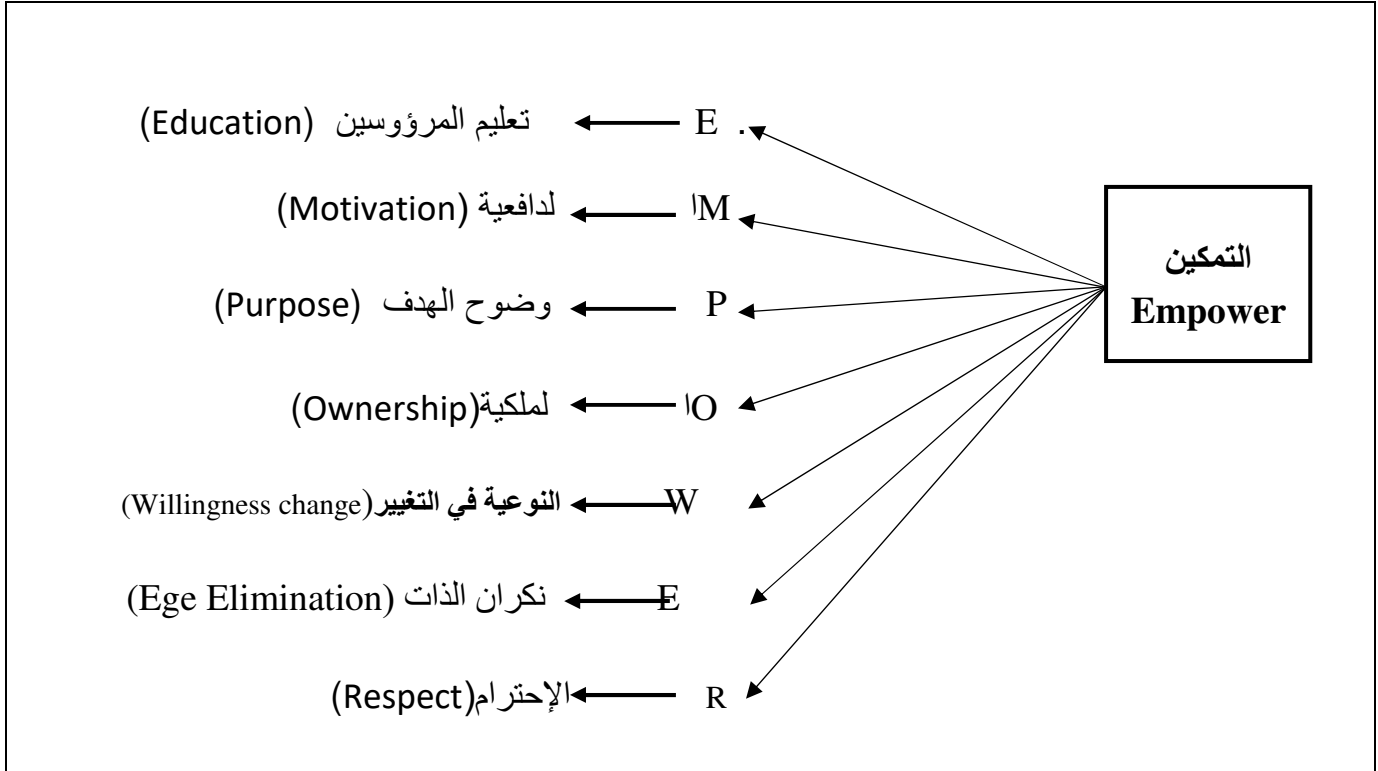 تعليم المرؤوسين (Education) E .
لدافعية (Motivation) اM
التمكين
Empower
وضوح الهدف (Purpose) P
لملكية(Ownership) اO
النوعية في التغيير(Willingness change) W
نكران الذات (Ege Elimination) E
الإحترام(Respect) R